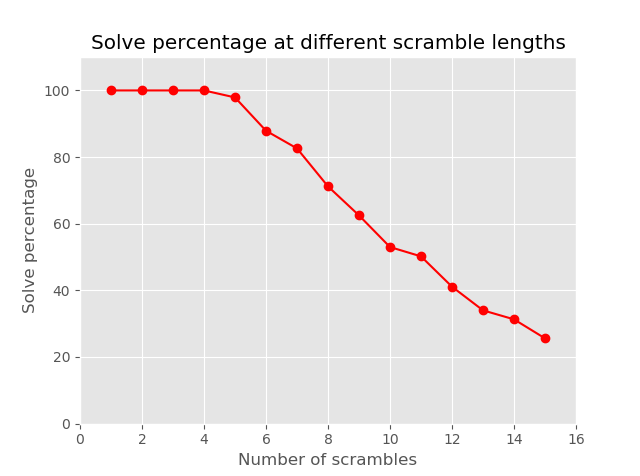 Solve percentage at different scramble lengths
100
80
60
40
20
0
0 2 4 6 8 10 12 14 16
Solve percentage
Number of scrambles